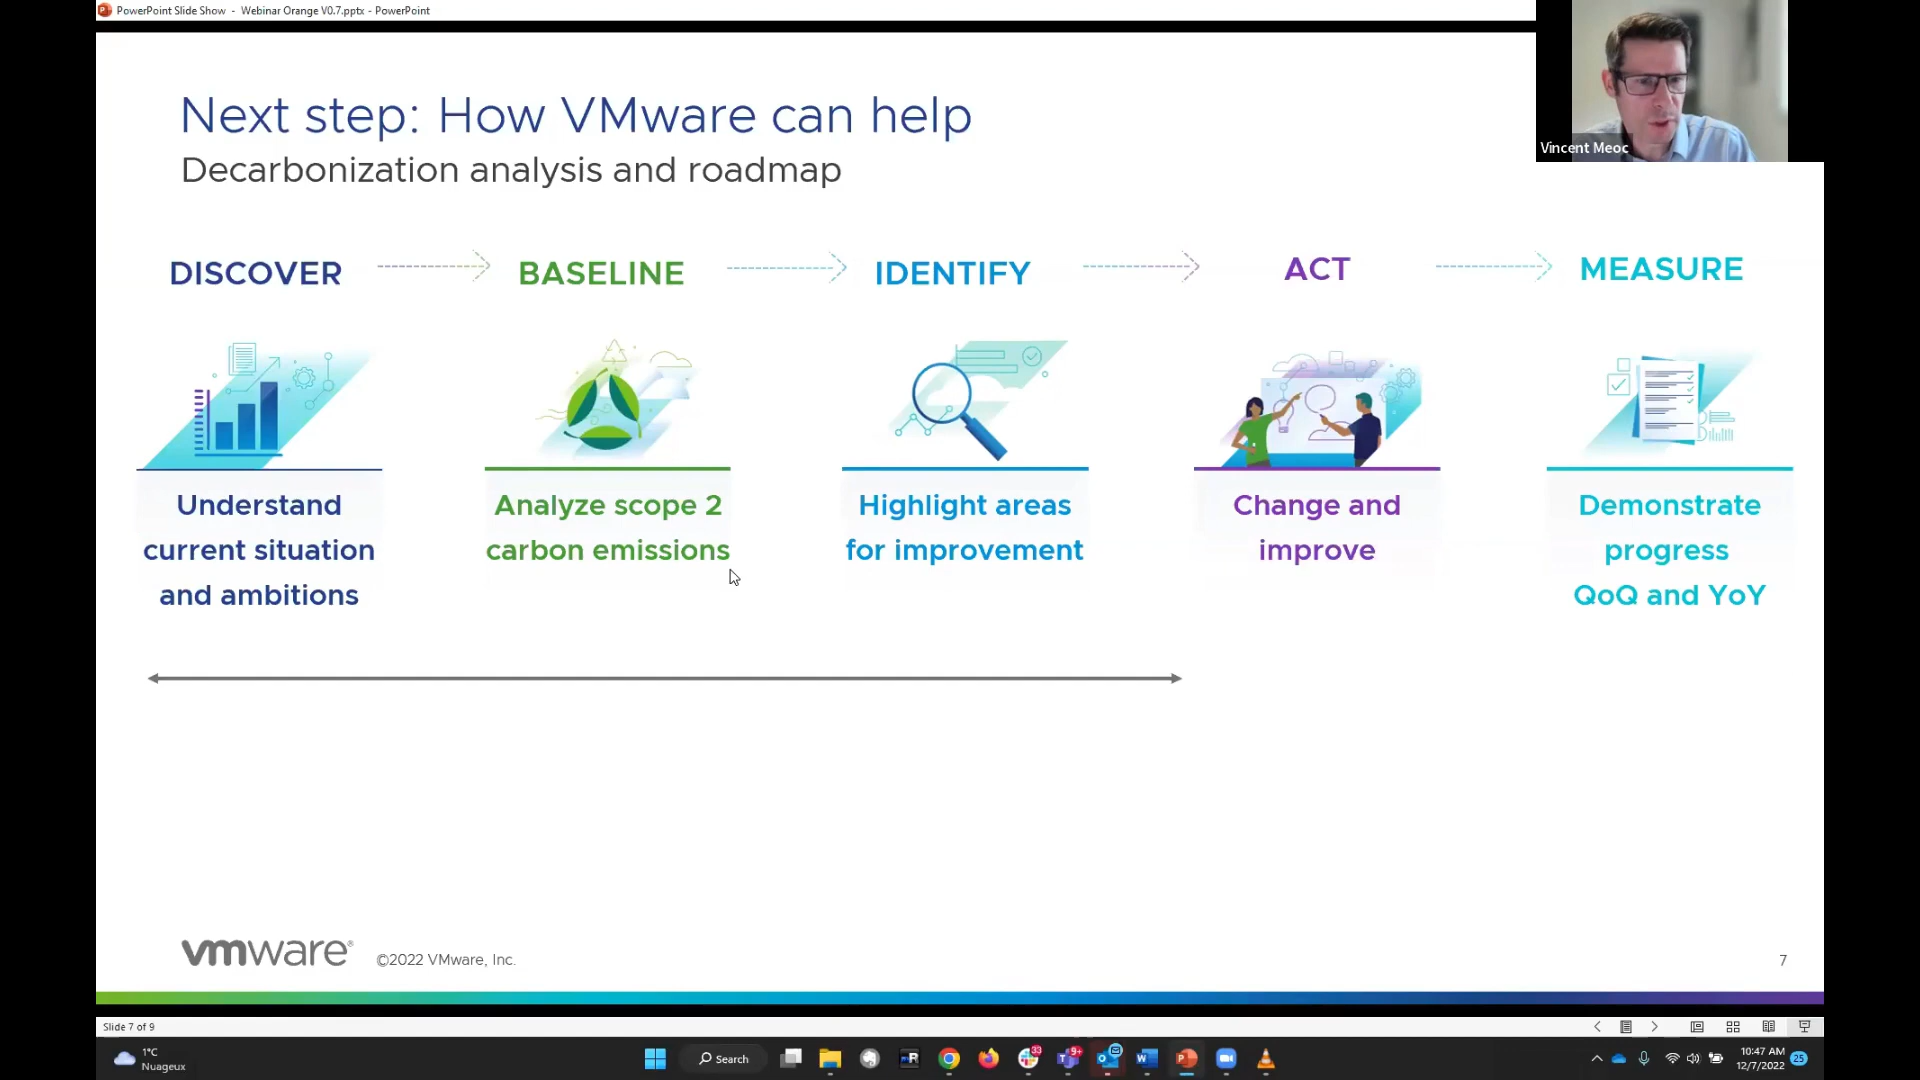 PowerPoint Slide Show - Webinar Orange V0.7.pptx - PowerPoint
Vincent Meoc
Next step: How VMware can help
Decarbonization analysis and roadmap
DISCOVER
BASELINE
IDENTIFY
ACT
MEASURE
Understand
current situation
and ambitions
Analyze scope 2
carbon emissions
Highlight areas
for improvement
Change and
improve
Demonstrate
progress
QoQ and YoY
vmware®
©2022 VMware, Inc.
7
Slide 7 of 9
1°C
Nuageux
Search
33
9+
10:47 AM
12/7/2022
25